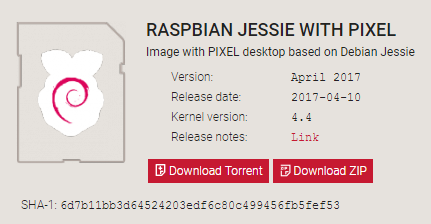 RASPBIAN JESSIE WITH PIXEL
Image with PIXEL desktop based on Debian Jessie
Version: April 2017
Release date: 2017-04-10
Kernel version: 4.4
Release notes: Link
Download Torrent Download ZIP
SHA-1: 6d7b11bb3d64524203edf6c80c499456fb5fef53